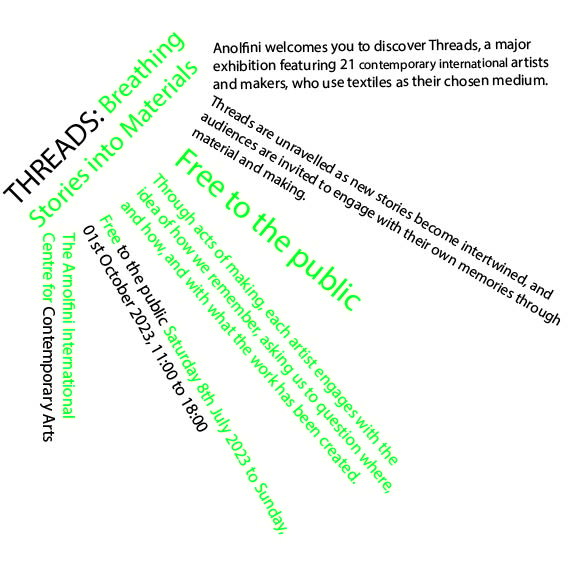 THREADS: Breathing
Stories into Materials
Anolfini welcomes you to discover Threads, a major
exhibition featuring 21 contemporary international artists
and makers, who use textiles as their chosen medium.
Threads are unravelled as new stories become intertwined, and
audiences are invited to engage with their own memories through
material and making.
Free to the public
Through acts of making, each artist engages with the
idea of how we remember, asking us to question where,
and how, and with what the work has been created.
Free to the public Saturday 8th July 2023 to Sunday,
01st October 2023, 11:00 to 18:00
The Arnolfini International
Centre for Contemporary Arts